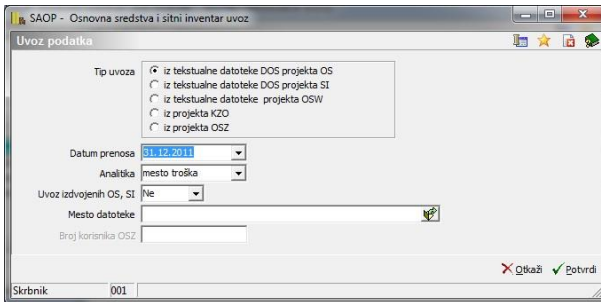 SAOP - Osnovna sredstva i sitni inventar uvoz
Uvoz podatka
Tip uvoza
iz tekstualne datoteke DOS projekta OS
iz tekstualne datoteke DOS projekta SI
iz tekstualne datoteke projekta OSW
iz projekta KZO
iz projekta OSZ
Datum prenosa 31.12.2011
Analitika mesto troška
Uvoz izdvojenih OS, SI Ne
Mesto datoteke
Broj korisnika OSZ
Otkaži Potvrdi
Skrbnik 001